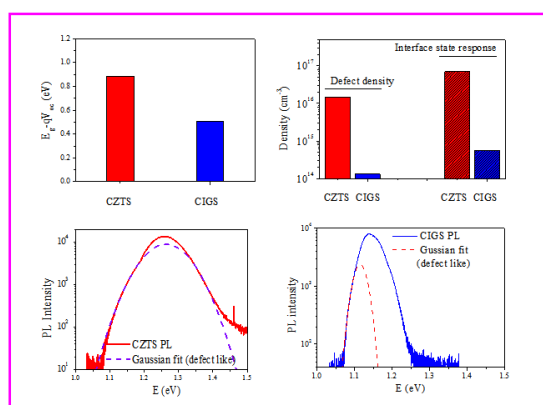 1.2
1.0
0.8
0.6
0.4
0.2
0.0
E_g-qV_oc (eV)
CZTS
CIGS
Interface state response
Defect density
10^17
10^16
10^15
10^14
Density (cm^-3)
CZTS CIGS
CZTS CIGS
10^4
10^3
10^2
10^1
PL Intensity
CZTS PL
Gaussian fit (defect like)
1.0 1.1 1.2 1.3 1.4 1.5
E (eV)
10^4
10^3
10^2
PL intensity
CIGS PL
Gussian fit
(defect like)
1.0 1.1 1.2 1.3 1.4 1.5
E (eV)